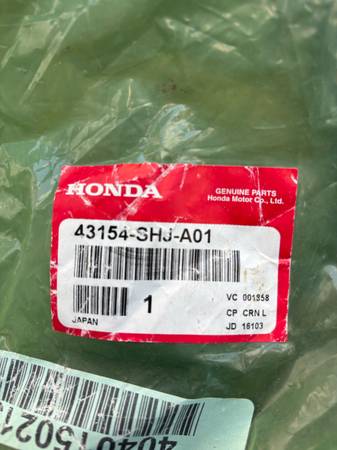 HONDA
GENUINE PARTS
Honda Motor Co., Ltd.
43154-SHJ-A01
1
VC 001358
CP CRN L
JD 16103
JAPAN